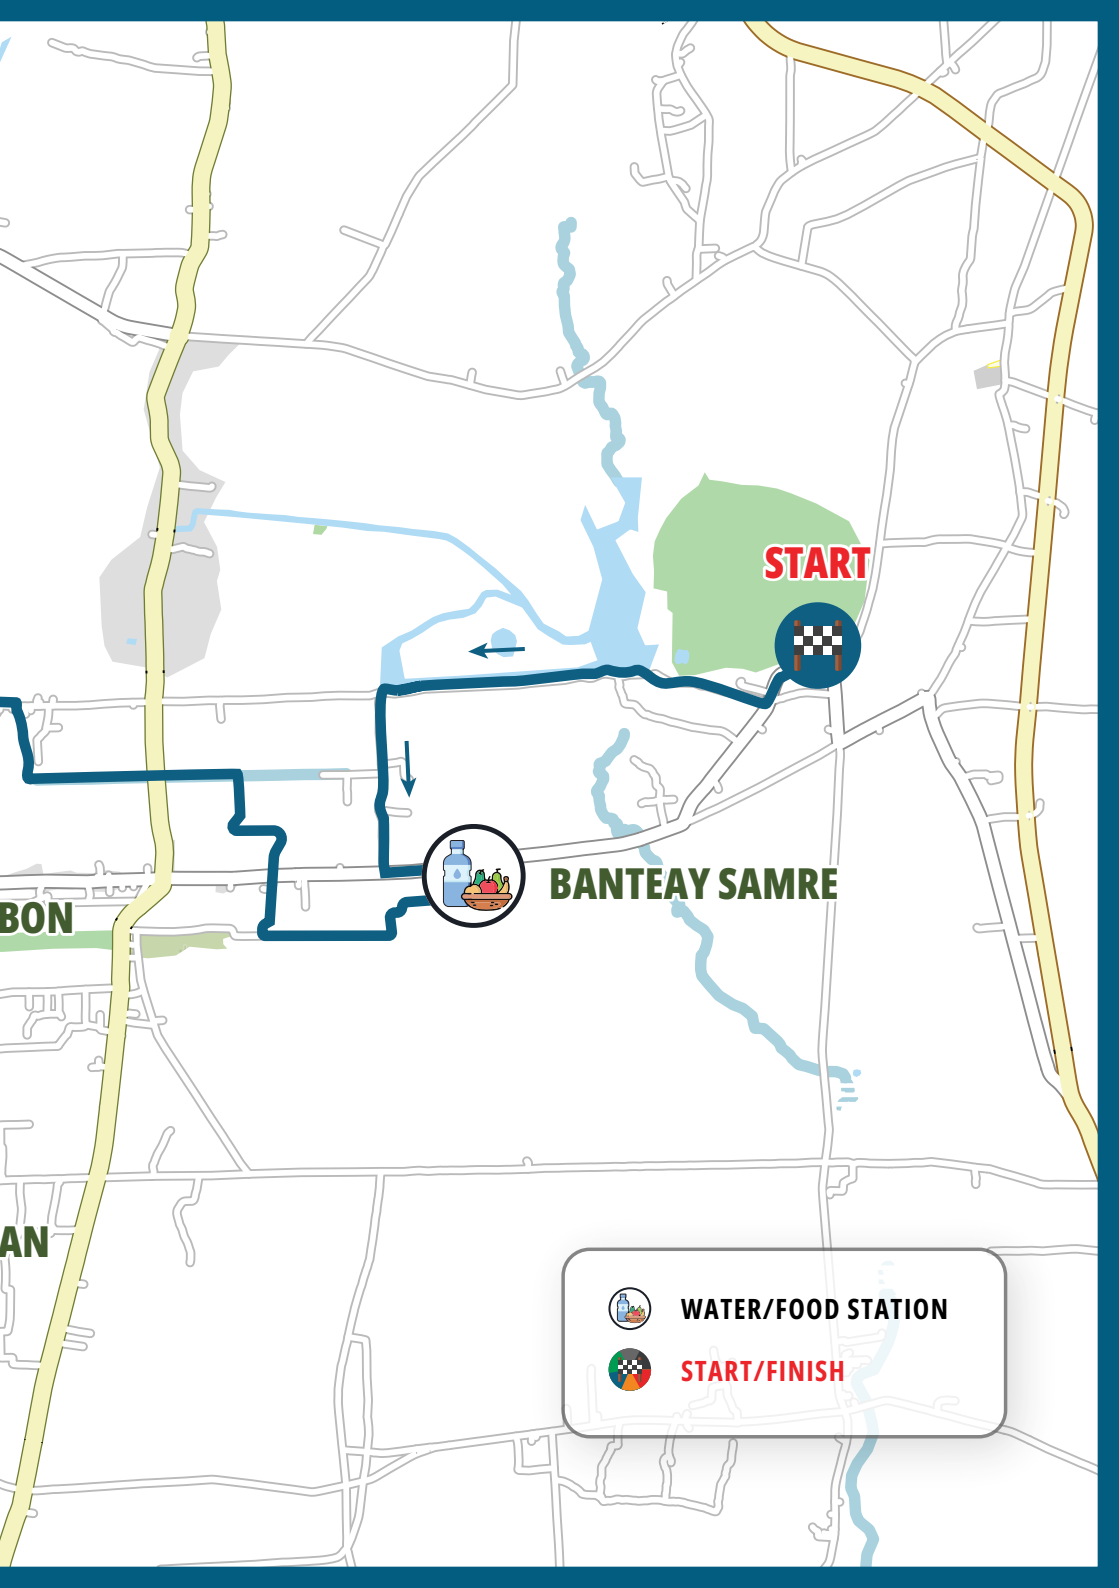 START
BANTEAY SAMRE
BON
AN
WATER/FOOD STATION
START/FINISH